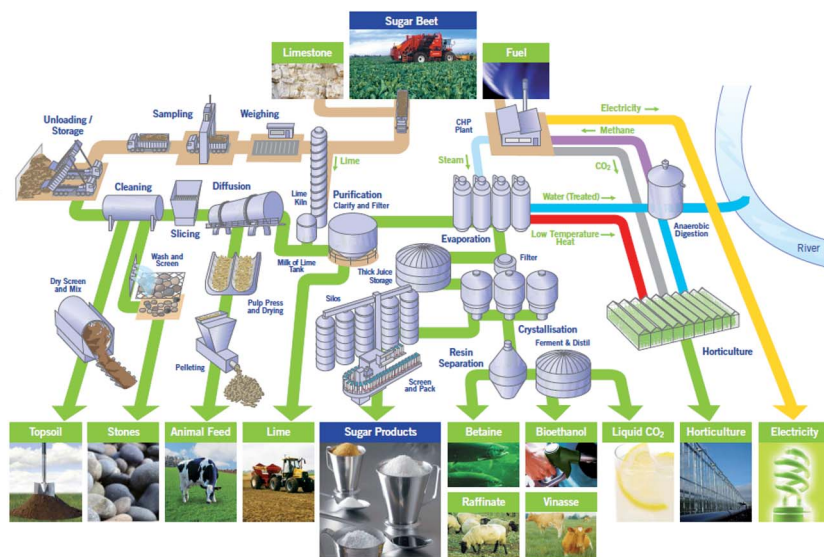 Sugar Beet
Limestone
Fuel
Electricity
Methane
CO₂
Sampling
Weighing
Unloading /
Storage
CHP
Plant
Steam
Lime
Cleaning
Diffusion
Lime
Kiln
Purification
Clarify and Filter
Water (Treated)
Anaerobic
Digestion
River
Slicing
Evaporation
Low Temperature
Heat
Milk of Lime
Tank
Thick Juice
Storage
Filter
Wash and
Screen
Dry Screen
and Mix
Pulp Press
and Drying
Silos
Crystallisation
Ferment & Distil
Horticulture
Pelleting
Resin
Separation
Screen
and Pack
Topsoil
Stones
Animal Feed
Lime
Sugar Products
Betaine
Bioethanol
Liquid CO₂
Horticulture
Electricity
Raffinate
Vinasse